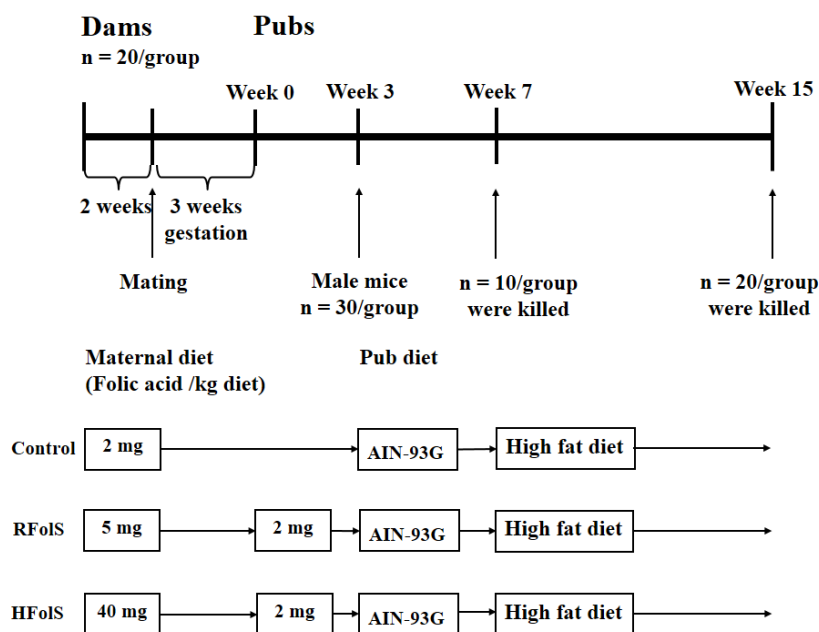 Dams
Pubs
n = 20/group
Week 0
Week 3
Week 7
Week 15
2 weeks
3 weeks
gestation
Mating
Male mice
n = 30/group
n = 10/group
were killed
n = 20/group
were killed
Maternal diet
(Folic acid /kg diet)
Pub diet
Control
2 mg
AIN-93G
High fat diet
RFolS
5 mg
2 mg
AIN-93G
High fat diet
HFolS
40 mg
2 mg
AIN-93G
High fat diet